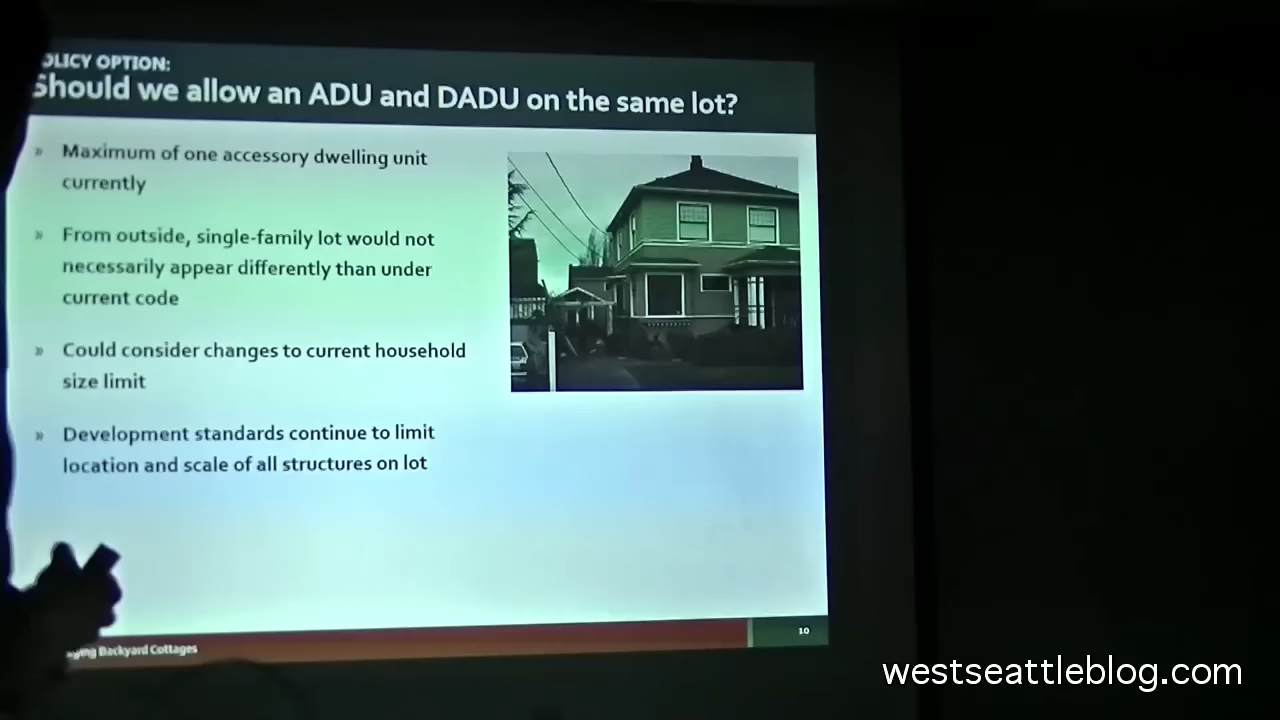 OLICY OPTION:
Should we allow an ADU and DADU on the same lot?
» Maximum of one accessory dwelling unit
currently
» From outside, single-family lot would not
necessarily appear differently than under
current code
» Could consider changes to current household
size limit
» Development standards continue to limit
location and scale of all structures on lot
Backyard Cottages
10
westseattleblog.com